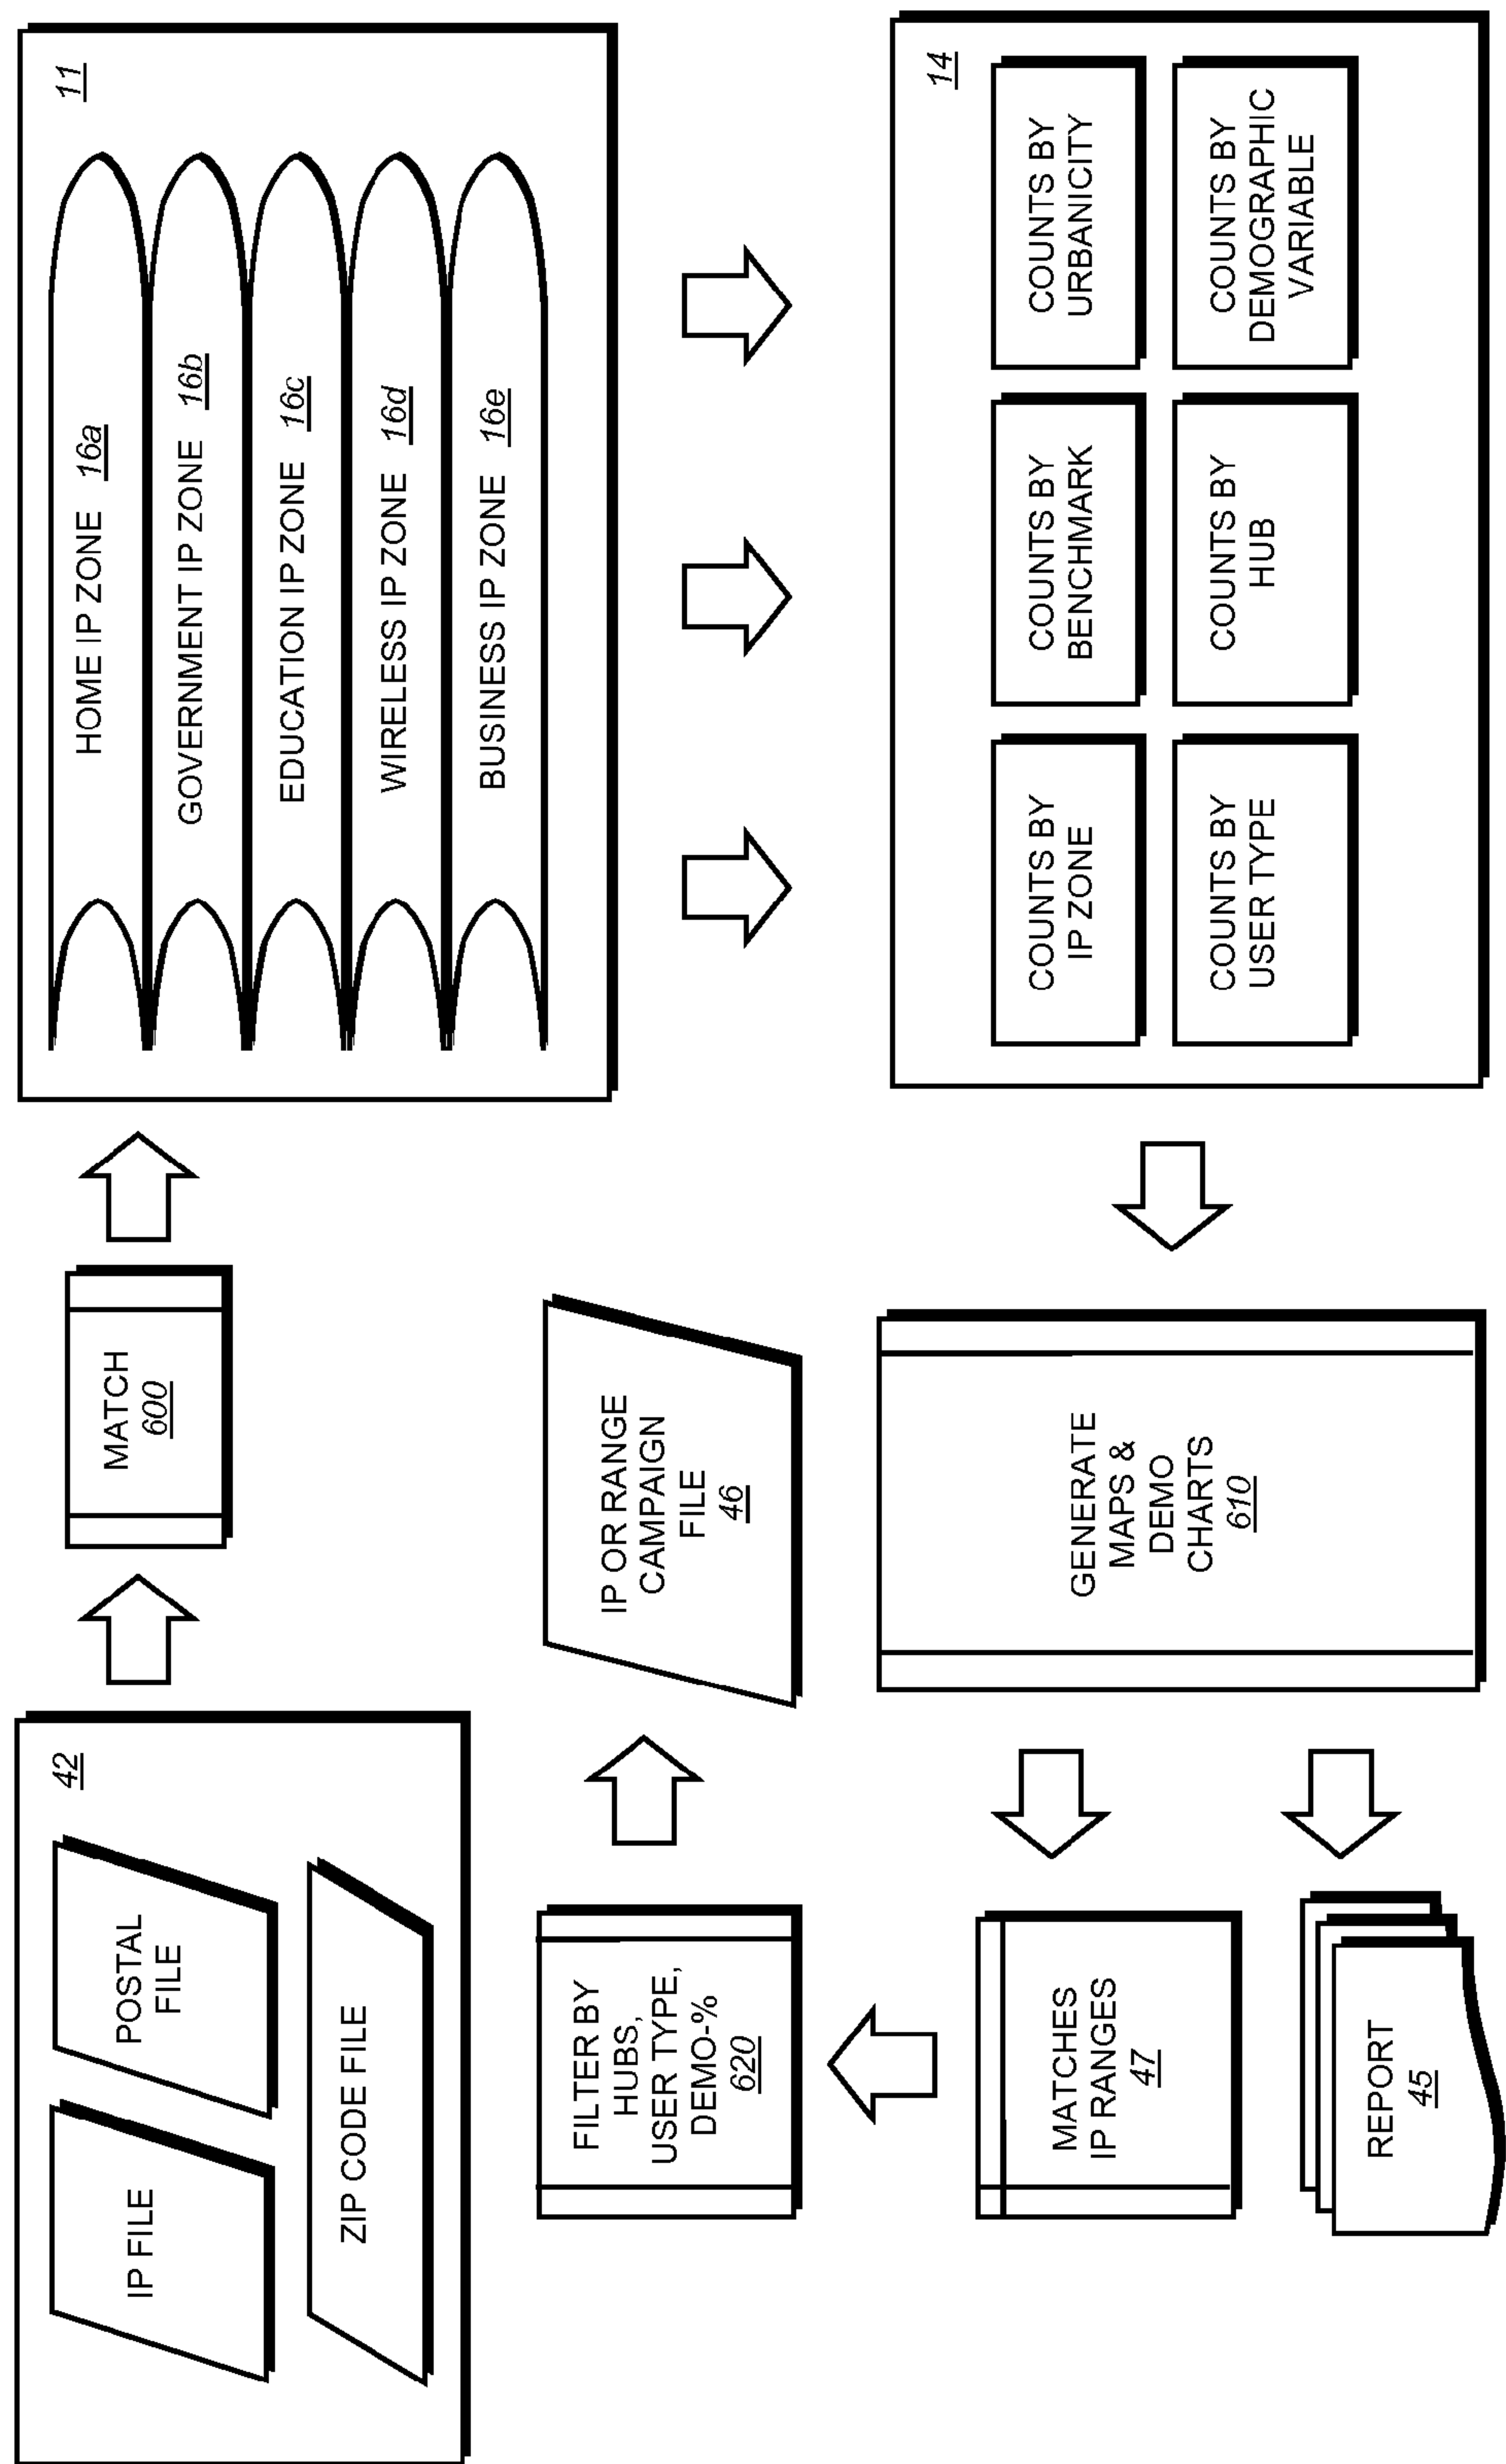 42
IP FILE
POSTAL
FILE
ZIP CODE FILE
MATCH
600
11
HOME IP ZONE 16a
GOVERNMENT IP ZONE 16b
EDUCATION IP ZONE 16c
WIRELESS IP ZONE 16d
BUSINESS IP ZONE 16e
14
COUNTS BY
IP ZONE
COUNTS BY
BENCHMARK
COUNTS BY
URBANICITY
COUNTS BY
USER TYPE
COUNTS BY
HUB
COUNTS BY
DEMOGRAPHIC
VARIABLE
GENERATE
MAPS &
DEMO
CHARTS
610
MATCHES
IP RANGES
47
REPORT
45
FILTER BY
HUBS,
USER TYPE,
DEMO-%
620
IP OR RANGE
CAMPAIGN
FILE
46